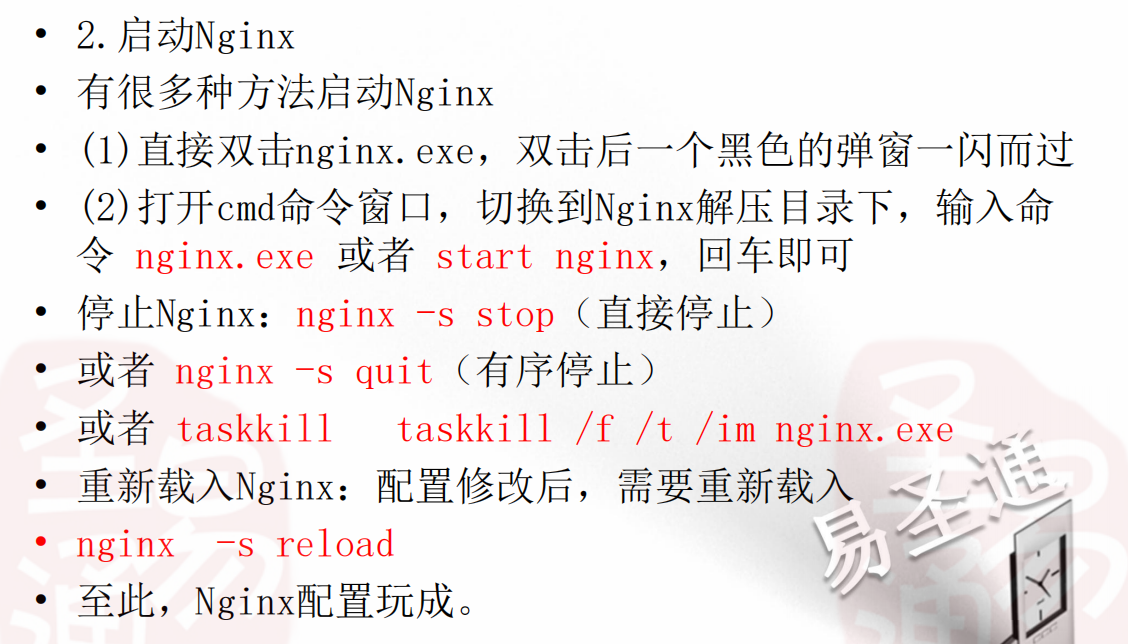 • 2.启动Nginx
• 有很多种方法启动Nginx
• (1)直接双击nginx.exe，双击后一个黑色的弹窗一闪而过
• (2)打开cmd命令窗口，切换到Nginx解压目录下，输入命
令 nginx.exe 或者 start nginx，回车即可
• 停止Nginx：nginx -s stop（直接停止）
• 或者 nginx -s quit（有序停止）
• 或者 taskkill   taskkill /f /t /im nginx.exe
• 重新载入Nginx：配置修改后，需要重新载入
• nginx  -s reload
• 至此，Nginx配置玩成。
易圣通
圣易通
圣易